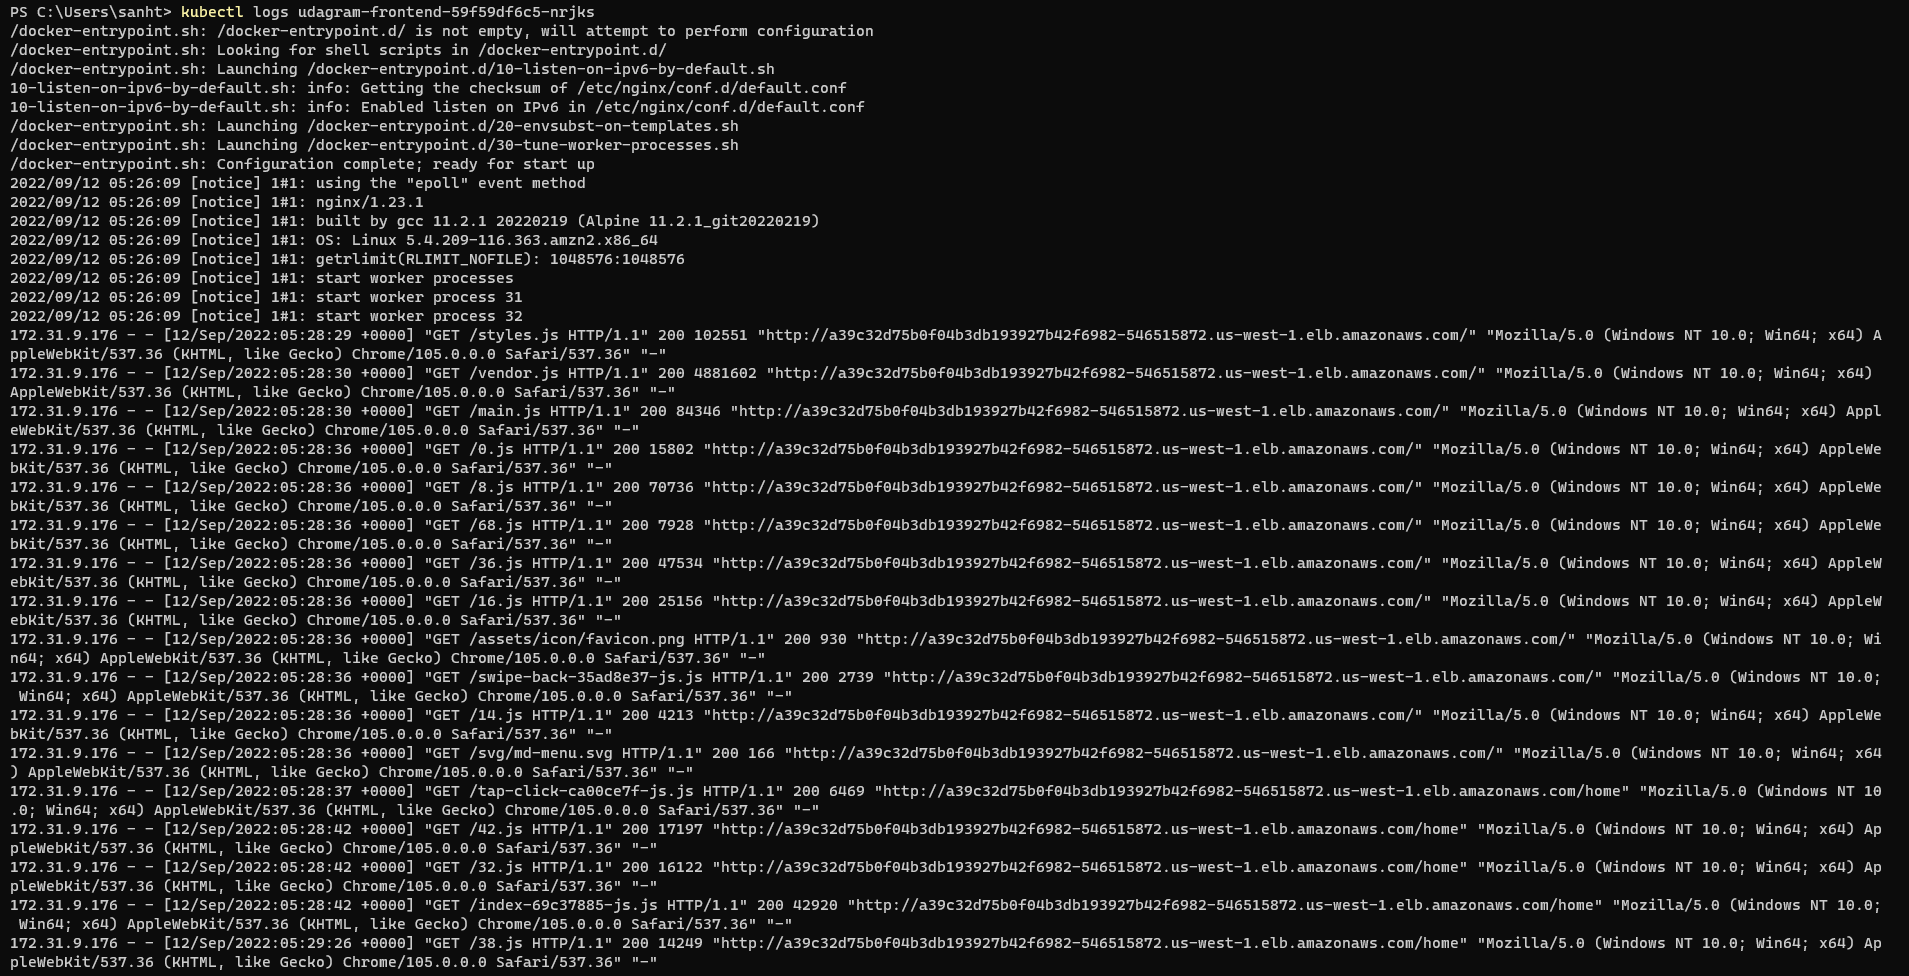 PS C:\Users\sanht> kubectl logs udagram-frontend-59f59df6c5-nrjks
/docker-entrypoint.sh: /docker-entrypoint.d/ is not empty, will attempt to perform configuration
/docker-entrypoint.sh: Looking for shell scripts in /docker-entrypoint.d/
/docker-entrypoint.sh: Launching /docker-entrypoint.d/10-listen-on-ipv6-by-default.sh
10-listen-on-ipv6-by-default.sh: info: Getting the checksum of /etc/nginx/conf.d/default.conf
10-listen-on-ipv6-by-default.sh: info: Enabled listen on IPv6 in /etc/nginx/conf.d/default.conf
/docker-entrypoint.sh: Launching /docker-entrypoint.d/20-envsubst-on-templates.sh
/docker-entrypoint.sh: Launching /docker-entrypoint.d/30-tune-worker-processes.sh
/docker-entrypoint.sh: Configuration complete; ready for start up
2022/09/12 05:26:09 [notice] 1#1: using the "epoll" event method
2022/09/12 05:26:09 [notice] 1#1: nginx/1.23.1
2022/09/12 05:26:09 [notice] 1#1: built by gcc 11.2.1 20220219 (Alpine 11.2.1_git20220219)
2022/09/12 05:26:09 [notice] 1#1: OS: Linux 5.4.209-116.363.amzn2.x86_64
2022/09/12 05:26:09 [notice] 1#1: getrlimit(RLIMIT_NOFILE): 1048576:1048576
2022/09/12 05:26:09 [notice] 1#1: start worker processes
2022/09/12 05:26:09 [notice] 1#1: start worker process 31
2022/09/12 05:26:09 [notice] 1#1: start worker process 32
172.31.9.176 - - [12/Sep/2022:05:28:29 +0000] "GET /styles.js HTTP/1.1" 200 102551 "http://a39c32d75b0f04b3db193927b42f6982-546515872.us-west-1.elb.amazonaws.com/" "Mozilla/5.0 (Windows NT 10.0; Win64; x64) A
ppleWebKit/537.36 (KHTML, like Gecko) Chrome/105.0.0.0 Safari/537.36" "-"
172.31.9.176 - - [12/Sep/2022:05:28:30 +0000] "GET /vendor.js HTTP/1.1" 200 4881602 "http://a39c32d75b0f04b3db193927b42f6982-546515872.us-west-1.elb.amazonaws.com/" "Mozilla/5.0 (Windows NT 10.0; Win64; x64)
AppleWebKit/537.36 (KHTML, like Gecko) Chrome/105.0.0.0 Safari/537.36" "-"
172.31.9.176 - - [12/Sep/2022:05:28:30 +0000] "GET /main.js HTTP/1.1" 200 84346 "http://a39c32d75b0f04b3db193927b42f6982-546515872.us-west-1.elb.amazonaws.com/" "Mozilla/5.0 (Windows NT 10.0; Win64; x64) Appl
eWebKit/537.36 (KHTML, like Gecko) Chrome/105.0.0.0 Safari/537.36" "-"
172.31.9.176 - - [12/Sep/2022:05:28:36 +0000] "GET /0.js HTTP/1.1" 200 15802 "http://a39c32d75b0f04b3db193927b42f6982-546515872.us-west-1.elb.amazonaws.com/" "Mozilla/5.0 (Windows NT 10.0; Win64; x64) AppleWe
bKit/537.36 (KHTML, like Gecko) Chrome/105.0.0.0 Safari/537.36" "-"
172.31.9.176 - - [12/Sep/2022:05:28:36 +0000] "GET /8.js HTTP/1.1" 200 70736 "http://a39c32d75b0f04b3db193927b42f6982-546515872.us-west-1.elb.amazonaws.com/" "Mozilla/5.0 (Windows NT 10.0; Win64; x64) AppleWe
bKit/537.36 (KHTML, like Gecko) Chrome/105.0.0.0 Safari/537.36" "-"
172.31.9.176 - - [12/Sep/2022:05:28:36 +0000] "GET /68.js HTTP/1.1" 200 7928 "http://a39c32d75b0f04b3db193927b42f6982-546515872.us-west-1.elb.amazonaws.com/" "Mozilla/5.0 (Windows NT 10.0; Win64; x64) AppleWe
bKit/537.36 (KHTML, like Gecko) Chrome/105.0.0.0 Safari/537.36" "-"
172.31.9.176 - - [12/Sep/2022:05:28:36 +0000] "GET /36.js HTTP/1.1" 200 47534 "http://a39c32d75b0f04b3db193927b42f6982-546515872.us-west-1.elb.amazonaws.com/" "Mozilla/5.0 (Windows NT 10.0; Win64; x64) AppleW
ebKit/537.36 (KHTML, like Gecko) Chrome/105.0.0.0 Safari/537.36" "-"
172.31.9.176 - - [12/Sep/2022:05:28:36 +0000] "GET /16.js HTTP/1.1" 200 25156 "http://a39c32d75b0f04b3db193927b42f6982-546515872.us-west-1.elb.amazonaws.com/" "Mozilla/5.0 (Windows NT 10.0; Win64; x64) AppleW
ebKit/537.36 (KHTML, like Gecko) Chrome/105.0.0.0 Safari/537.36" "-"
172.31.9.176 - - [12/Sep/2022:05:28:36 +0000] "GET /assets/icon/favicon.png HTTP/1.1" 200 930 "http://a39c32d75b0f04b3db193927b42f6982-546515872.us-west-1.elb.amazonaws.com/" "Mozilla/5.0 (Windows NT 10.0; Wi
n64; x64) AppleWebKit/537.36 (KHTML, like Gecko) Chrome/105.0.0.0 Safari/537.36" "-"
172.31.9.176 - - [12/Sep/2022:05:28:36 +0000] "GET /swipe-back-35ad8e37-js.js HTTP/1.1" 200 2739 "http://a39c32d75b0f04b3db193927b42f6982-546515872.us-west-1.elb.amazonaws.com/" "Mozilla/5.0 (Windows NT 10.0;
 Win64; x64) AppleWebKit/537.36 (KHTML, like Gecko) Chrome/105.0.0.0 Safari/537.36" "-"
172.31.9.176 - - [12/Sep/2022:05:28:36 +0000] "GET /14.js HTTP/1.1" 200 4213 "http://a39c32d75b0f04b3db193927b42f6982-546515872.us-west-1.elb.amazonaws.com/" "Mozilla/5.0 (Windows NT 10.0; Win64; x64) AppleWe
bKit/537.36 (KHTML, like Gecko) Chrome/105.0.0.0 Safari/537.36" "-"
172.31.9.176 - - [12/Sep/2022:05:28:36 +0000] "GET /svg/md-menu.svg HTTP/1.1" 200 166 "http://a39c32d75b0f04b3db193927b42f6982-546515872.us-west-1.elb.amazonaws.com/" "Mozilla/5.0 (Windows NT 10.0; Win64; x64
) AppleWebKit/537.36 (KHTML, like Gecko) Chrome/105.0.0.0 Safari/537.36" "-"
172.31.9.176 - - [12/Sep/2022:05:28:37 +0000] "GET /tap-click-ca00ce7f-js.js HTTP/1.1" 200 6469 "http://a39c32d75b0f04b3db193927b42f6982-546515872.us-west-1.elb.amazonaws.com/home" "Mozilla/5.0 (Windows NT 10
.0; Win64; x64) AppleWebKit/537.36 (KHTML, like Gecko) Chrome/105.0.0.0 Safari/537.36" "-"
172.31.9.176 - - [12/Sep/2022:05:28:42 +0000] "GET /42.js HTTP/1.1" 200 17197 "http://a39c32d75b0f04b3db193927b42f6982-546515872.us-west-1.elb.amazonaws.com/home" "Mozilla/5.0 (Windows NT 10.0; Win64; x64) Ap
pleWebKit/537.36 (KHTML, like Gecko) Chrome/105.0.0.0 Safari/537.36" "-"
172.31.9.176 - - [12/Sep/2022:05:28:42 +0000] "GET /32.js HTTP/1.1" 200 16122 "http://a39c32d75b0f04b3db193927b42f6982-546515872.us-west-1.elb.amazonaws.com/home" "Mozilla/5.0 (Windows NT 10.0; Win64; x64) Ap
pleWebKit/537.36 (KHTML, like Gecko) Chrome/105.0.0.0 Safari/537.36" "-"
172.31.9.176 - - [12/Sep/2022:05:28:42 +0000] "GET /index-69c37885-js.js HTTP/1.1" 200 42920 "http://a39c32d75b0f04b3db193927b42f6982-546515872.us-west-1.elb.amazonaws.com/home" "Mozilla/5.0 (Windows NT 10.0;
 Win64; x64) AppleWebKit/537.36 (KHTML, like Gecko) Chrome/105.0.0.0 Safari/537.36" "-"
172.31.9.176 - - [12/Sep/2022:05:29:26 +0000] "GET /38.js HTTP/1.1" 200 14249 "http://a39c32d75b0f04b3db193927b42f6982-546515872.us-west-1.elb.amazonaws.com/home" "Mozilla/5.0 (Windows NT 10.0; Win64; x64) Ap
pleWebKit/537.36 (KHTML, like Gecko) Chrome/105.0.0.0 Safari/537.36" "-"